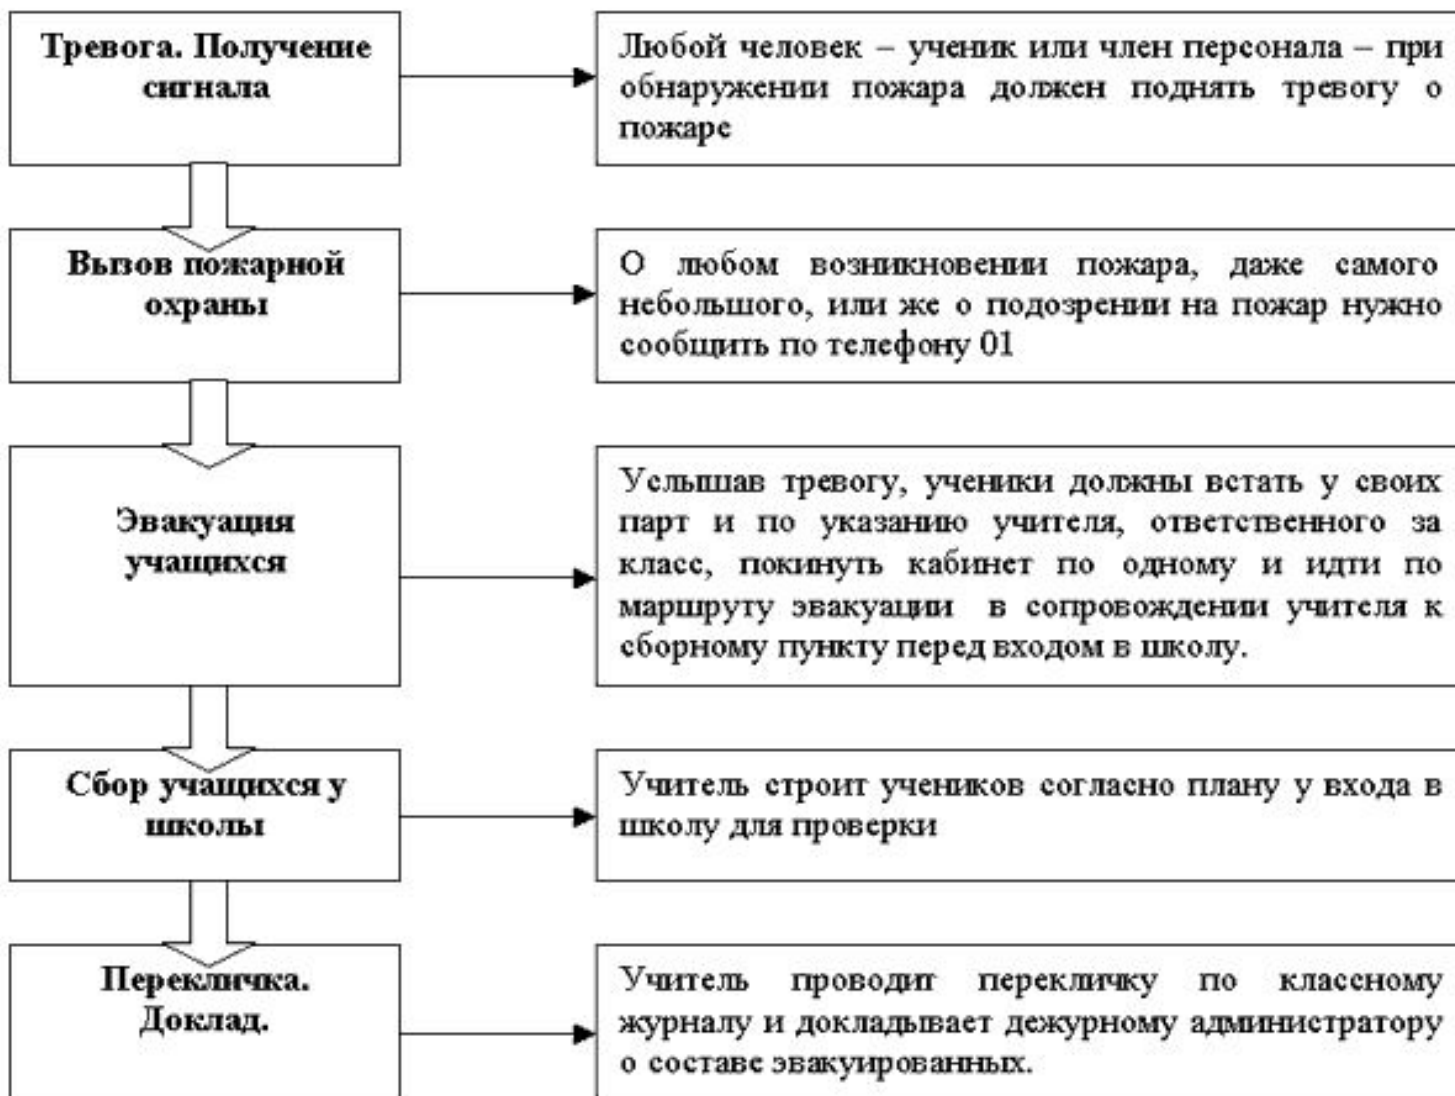 Тревога. Получение
сигнала
Любой человек – ученик или член персонала – при
обнаружении пожара должен поднять тревогу о
пожаре
Вызов пожарной
охраны
О любом возникновении пожара, даже самого
небольшого, или же о подозрении на пожар нужно
сообщить по телефону 01
Эвакуация
учащихся
Услышав тревогу, ученики должны встать у своих
парт и по указанию учителя, ответственного за
класс, покинуть кабинет по одному и идти по
маршруту эвакуации в сопровождении учителя к
сборному пункту перед входом в школу.
Сбор учащихся у
школы
Учитель строит учеников согласно плану у входа в
школу для проверки
Перекличка.
Доклад.
Учитель проводит перекличку по классному
журналу и докладывает дежурному администратору
о составе эвакуированных.